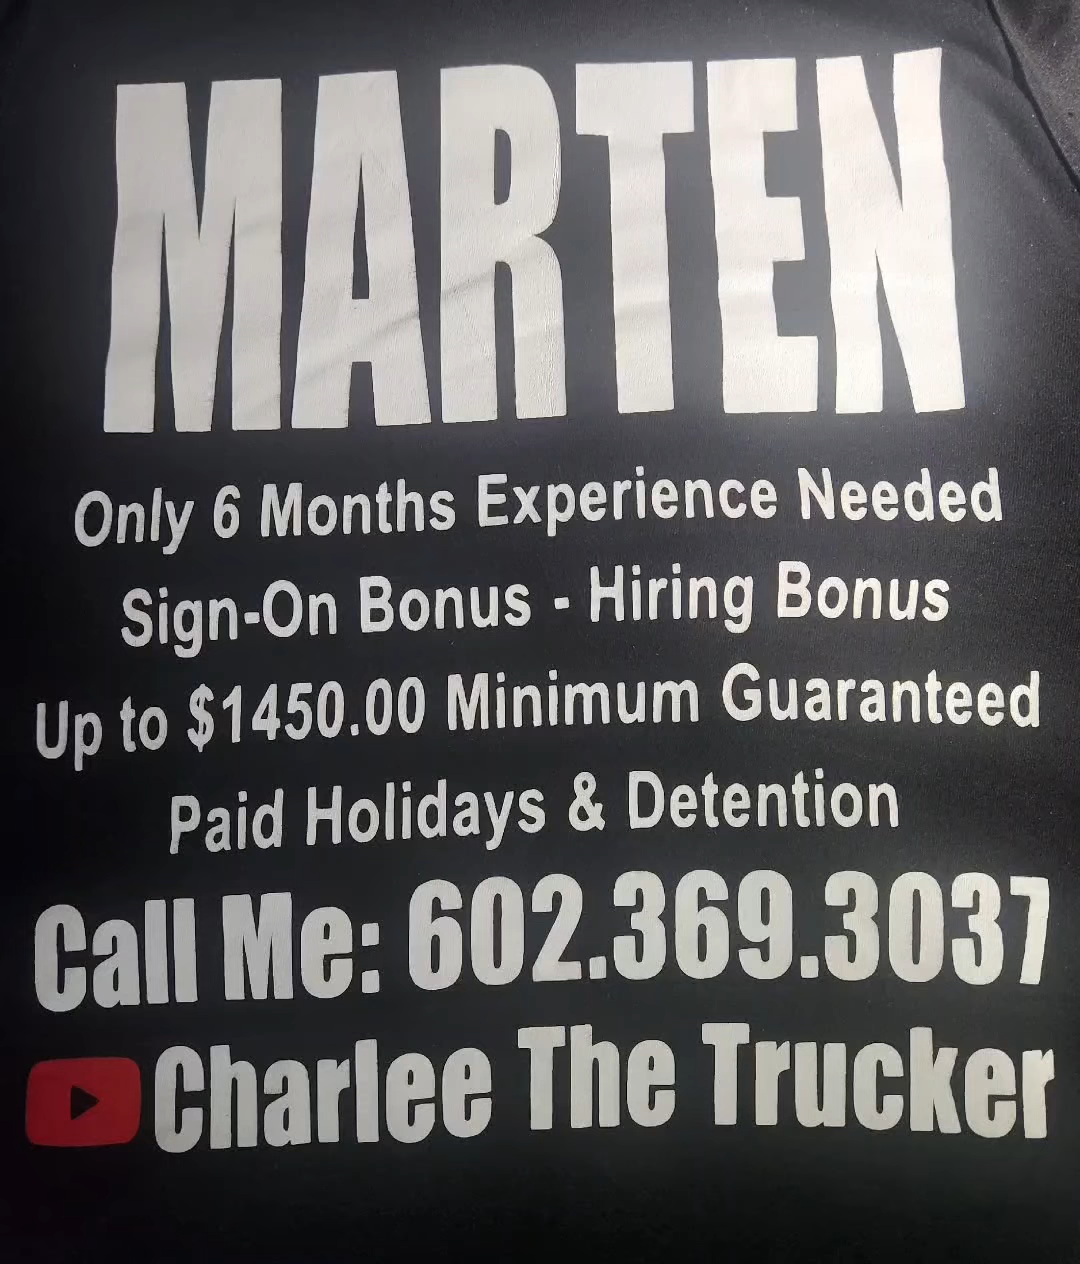 MARTEN
Only 6 Months Experience Needed
Sign-On Bonus - Hiring Bonus
Up to $1450.00 Minimum Guaranteed
Paid Holidays & Detention
Call Me: 602.369.3037
Charlee The Trucker